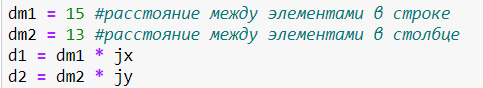 dm1 = 15 #расстояние между элементами в строке
dm2 = 13 #расстояние между элементами в столбце
d1 = dm1 * jx
d2 = dm2 * jy